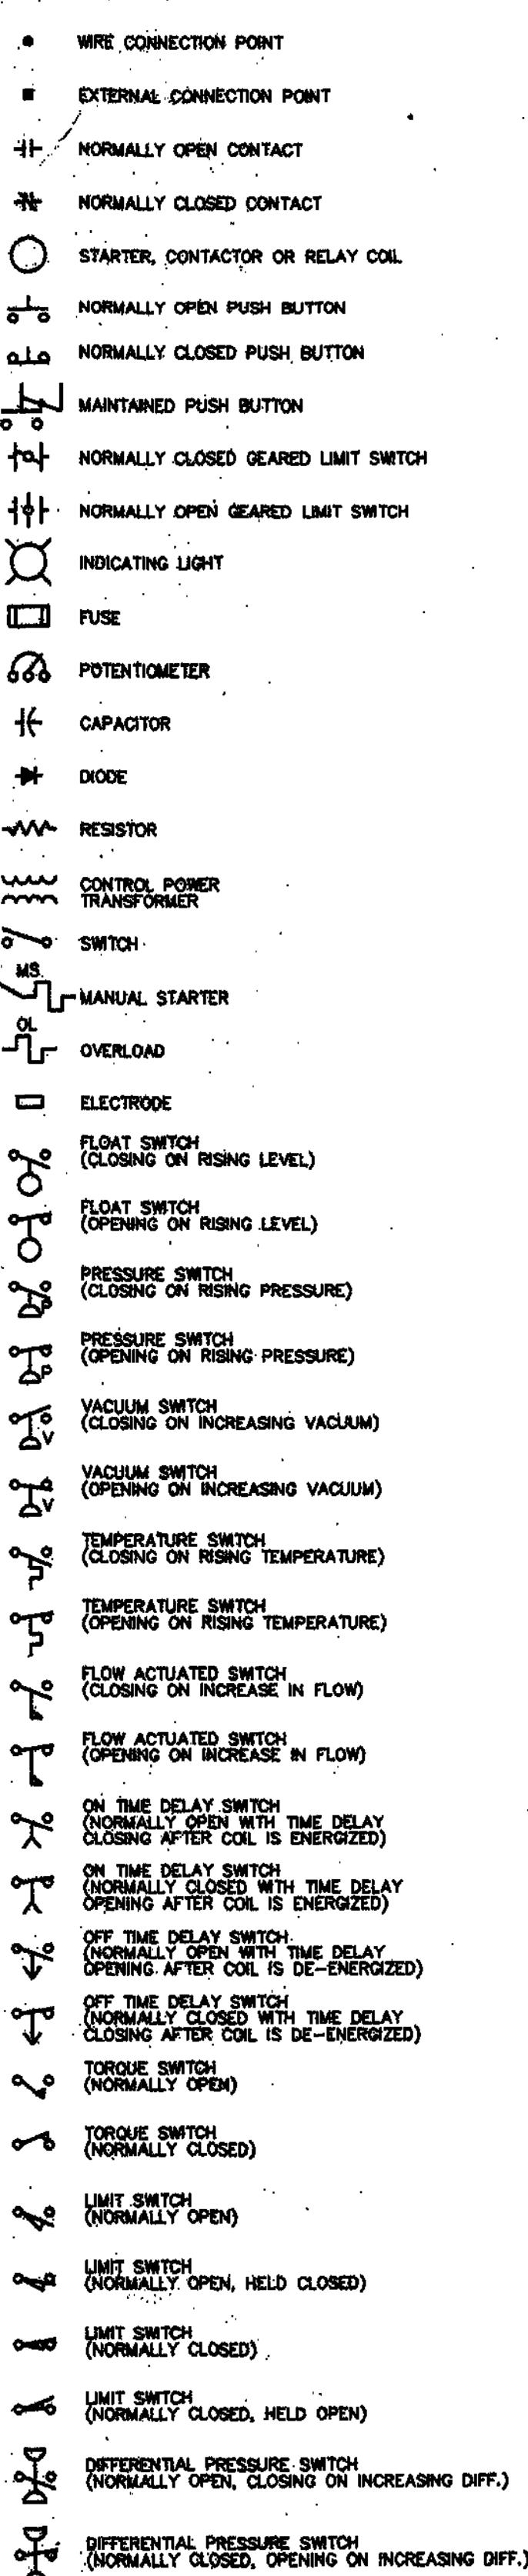 WIRE CONNECTION POINT
EXTERNAL CONNECTION POINT
NORMALLY OPEN CONTACT
NORMALLY CLOSED CONTACT
STARTER, CONTACTOR OR RELAY COIL
NORMALLY OPEN PUSH BUTTON
NORMALLY CLOSED PUSH BUTTON
MAINTAINED PUSH BUTTON
NORMALLY CLOSED GEARED LIMIT SWITCH
NORMALLY OPEN GEARED LIMIT SWITCH
INDICATING LIGHT
FUSE
POTENTIOMETER
CAPACITOR
DIODE
RESISTOR
CONTROL POWER
TRANSFORMER
SWITCH
MS
MANUAL STARTER
OL
OVERLOAD
ELECTRODE
FLOAT SWITCH
(CLOSING ON RISING LEVEL)
FLOAT SWITCH
(OPENING ON RISING LEVEL)
PRESSURE SWITCH
(CLOSING ON RISING PRESSURE)
P
PRESSURE SWITCH
(OPENING ON RISING PRESSURE)
P
VACUUM SWITCH
(CLOSING ON INCREASING VACUUM)
V
VACUUM SWITCH
(OPENING ON INCREASING VACUUM)
V
TEMPERATURE SWITCH
(CLOSING ON RISING TEMPERATURE)
TEMPERATURE SWITCH
(OPENING ON RISING TEMPERATURE)
FLOW ACTUATED SWITCH
(CLOSING ON INCREASE IN FLOW)
FLOW ACTUATED SWITCH
(OPENING ON INCREASE IN FLOW)
ON TIME DELAY SWITCH
(NORMALLY OPEN WITH TIME DELAY
CLOSING AFTER COIL IS ENERGIZED)
ON TIME DELAY SWITCH
(NORMALLY CLOSED WITH TIME DELAY
OPENING AFTER COIL IS ENERGIZED)
OFF TIME DELAY SWITCH
(NORMALLY OPEN WITH TIME DELAY
OPENING AFTER COIL IS DE-ENERGIZED)
OFF TIME DELAY SWITCH
(NORMALLY CLOSED WITH TIME DELAY
CLOSING AFTER COIL IS DE-ENERGIZED)
TORQUE SWITCH
(NORMALLY OPEN)
TORQUE SWITCH
(NORMALLY CLOSED)
LIMIT SWITCH
(NORMALLY OPEN)
LIMIT SWITCH
(NORMALLY OPEN, HELD CLOSED)
LIMIT SWITCH
(NORMALLY CLOSED)
LIMIT SWITCH
(NORMALLY CLOSED, HELD OPEN)
DIFFERENTIAL PRESSURE SWITCH
(NORMALLY OPEN, CLOSING ON INCREASING DIFF.)
DIFFERENTIAL PRESSURE SWITCH
(NORMALLY CLOSED, OPENING ON INCREASING DIFF.)